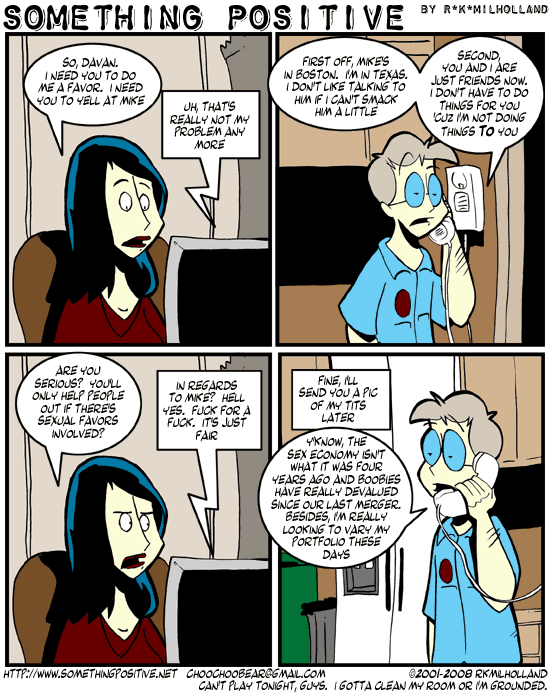 SOMETHING POSITIVE BY R*K*MILHOLLAND
SO, DAVAN.
I NEED YOU TO DO
ME A FAVOR. I NEED
YOU TO YELL AT MIKE
UH, THAT'S
REALLY NOT MY
PROBLEM ANY
MORE
FIRST OFF, MIKE'S
IN BOSTON. I'M IN TEXAS.
I DON'T LIKE TALKING TO
HIM IF I CAN'T SMACK
HIM A LITTLE
SECOND,
YOU AND I ARE
JUST FRIENDS NOW.
I DON'T HAVE TO DO
THINGS FOR YOU
'CUZ I'M NOT DOING
THINGS TO YOU
ARE YOU
SERIOUS? YOU'LL
ONLY HELP PEOPLE
OUT IF THERE'S
SEXUAL FAVORS
INVOLVED?
IN REGARDS
TO MIKE? HELL
YES. FUCK FOR A
FUCK. IT'S JUST
FAIR
FINE, I'LL
SEND YOU A PIC
OF MY TITS
LATER
Y'KNOW, THE
SEX ECONOMY ISN'T
WHAT IT WAS FOUR
YEARS AGO AND BOOBIES
HAVE REALLY DEVALUED
SINCE OUR LAST MERGER.
BESIDES, I'M REALLY
LOOKING TO VARY MY
PORTFOLIO THESE
DAYS
HTTP://WWW.SOMETHINGPOSITIVE.NET CHOOCHOOBEAR@GMAIL.COM ©2001-2008 RKMILHOLLAND
CAN'T PLAY TONIGHT, GUYS. I GOTTA CLEAN MY ROOM OR I'M GROUNDED.